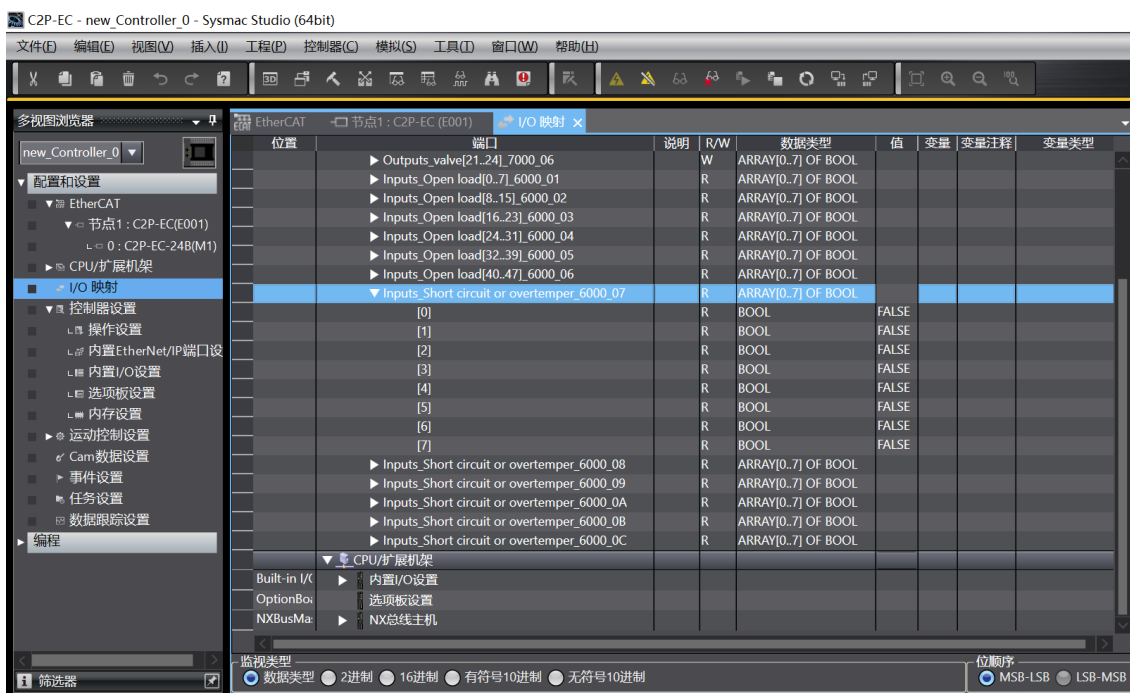 C2P-EC - new_Controller_0 - Sysmac Studio (64bit)
文件(F) 编辑(E) 视图(V) 插入(I) 工程(P) 控制器(C) 模拟(S) 工具(T) 窗口(W) 帮助(H)
多视图浏览器
new_Controller_0
配置和设置
EtherCAT
节点1 : C2P-EC(E001)
0 : C2P-EC-24B(M1)
CPU/扩展机架
I/O 映射
控制器设置
操作设置
内置EtherNet/IP端口设
内置I/O设置
选项板设置
内存设置
运动控制设置
Cam数据设置
事件设置
任务设置
数据跟踪设置
编程
筛选器
EtherCAT 节点1 : C2P-EC (E001) I/O 映射
位置 端口 说明 R/W 数据类型 值 变量 变量注释 变量类型
Outputs_valve[21..24]_7000_06 W ARRAY[0..7] OF BOOL
Inputs_Open load[0..7]_6000_01 R ARRAY[0..7] OF BOOL
Inputs_Open load[8..15]_6000_02 R ARRAY[0..7] OF BOOL
Inputs_Open load[16..23]_6000_03 R ARRAY[0..7] OF BOOL
Inputs_Open load[24..31]_6000_04 R ARRAY[0..7] OF BOOL
Inputs_Open load[32..39]_6000_05 R ARRAY[0..7] OF BOOL
Inputs_Open load[40..47]_6000_06 R ARRAY[0..7] OF BOOL
Inputs_Short circuit or overtemper_6000_07 R ARRAY[0..7] OF BOOL
[0] R BOOL FALSE
[1] R BOOL FALSE
[2] R BOOL FALSE
[3] R BOOL FALSE
[4] R BOOL FALSE
[5] R BOOL FALSE
[6] R BOOL FALSE
[7] R BOOL FALSE
Inputs_Short circuit or overtemper_6000_08 R ARRAY[0..7] OF BOOL
Inputs_Short circuit or overtemper_6000_09 R ARRAY[0..7] OF BOOL
Inputs_Short circuit or overtemper_6000_0A R ARRAY[0..7] OF BOOL
Inputs_Short circuit or overtemper_6000_0B R ARRAY[0..7] OF BOOL
Inputs_Short circuit or overtemper_6000_0C R ARRAY[0..7] OF BOOL
CPU/扩展机架
Built-in I/( 内置I/O设置
OptionBo 选项板设置
NXBusMa NX总线主机
监视类型
数据类型 2进制 16进制 有符号10进制 无符号10进制
位顺序
MSB-LSB LSB-MSB